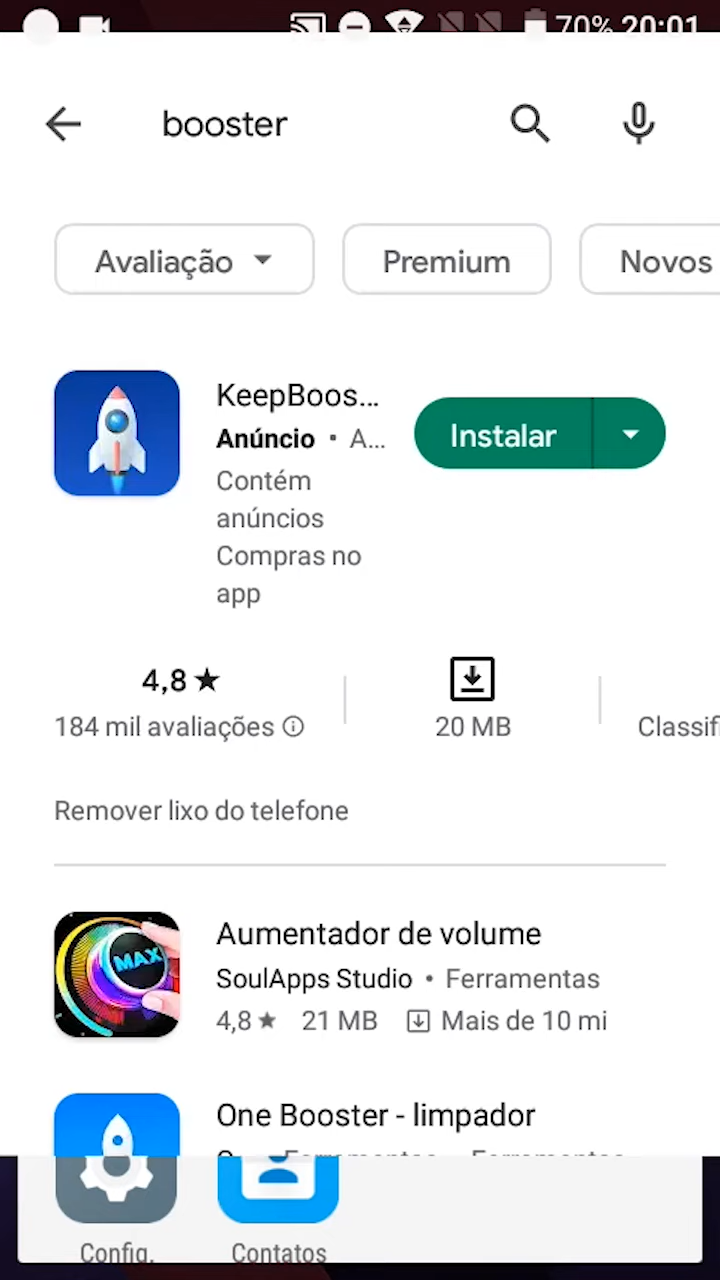 70% 20:01
booster
Avaliação
Premium
Novos
KeepBoos...
Instalar
Anúncio • A...
Contém
anúncios
Compras no
app
4,8 ★
184 mil avaliações
20 MB
Classifi
Remover lixo do telefone
MAX
Aumentador de volume
SoulApps Studio • Ferramentas
4,8 ★ 21 MB Mais de 10 mi
One Booster - limpador
Config.
Contatos